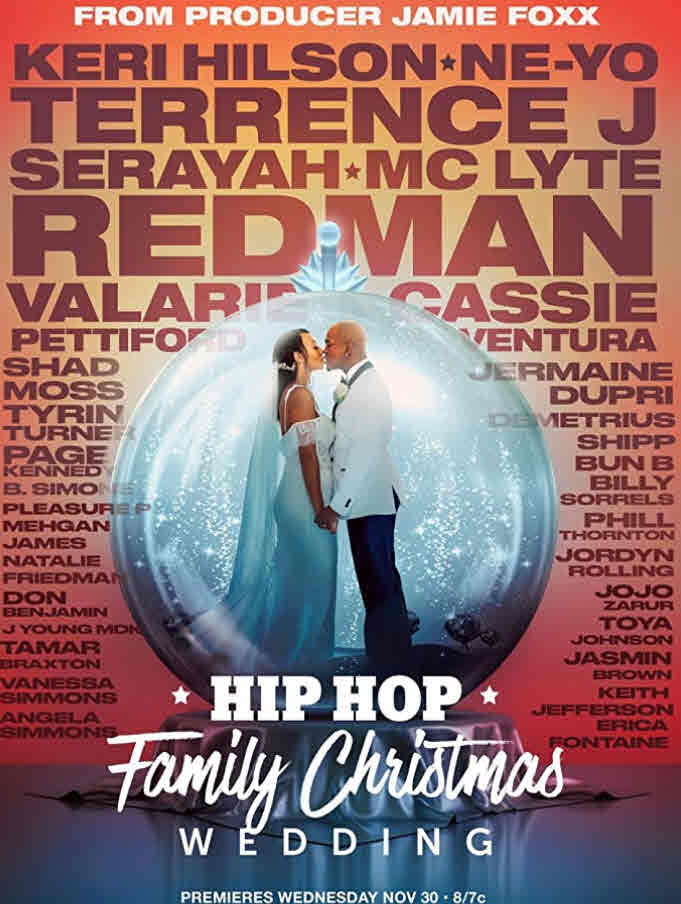 FROM PRODUCER JAMIE FOXX
KERI HILSON★NE-YO
TERRENCE J
SERAYAH★MC LYTE
REDMAN
VALARIE
PETTIFORD
CASSIE
VENTURA
SHAD
MOSS
TYRIN
TURNER
PAGE
KENNEDY
B. SIMONE
PLEASURE P
MEHGAN
JAMES
NATALIE
FRIEDMAN
DON
BENJAMIN
J YOUNG MDK
TAMAR
BRAXTON
VANESSA
SIMMONS
ANGELA
SIMMONS
JERMAINE
DUPRI
DEMETRIUS
SHIPP
BUN B
BILLY
SORRELS
PHILL
THORNTON
JORDYN
ROLLING
JOJO
ZARUR
TOYA
JOHNSON
JASMIN
BROWN
KEITH
JEFFERSON
ERICA
FONTAINE
★ HIP HOP ★
Family Christmas
WEDDING
PREMIERES WEDNESDAY NOV 30 • 8/7c